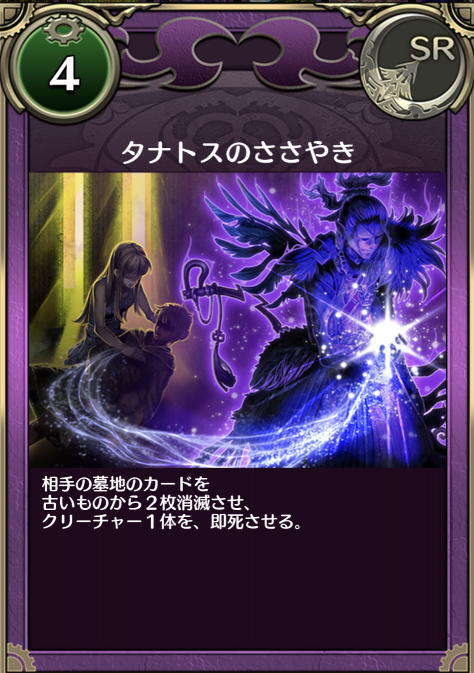 4
SR
タナトスのささやき
相手の墓地のカードを
古いものから２枚消滅させ、
クリーチャー１体を、即死させる。